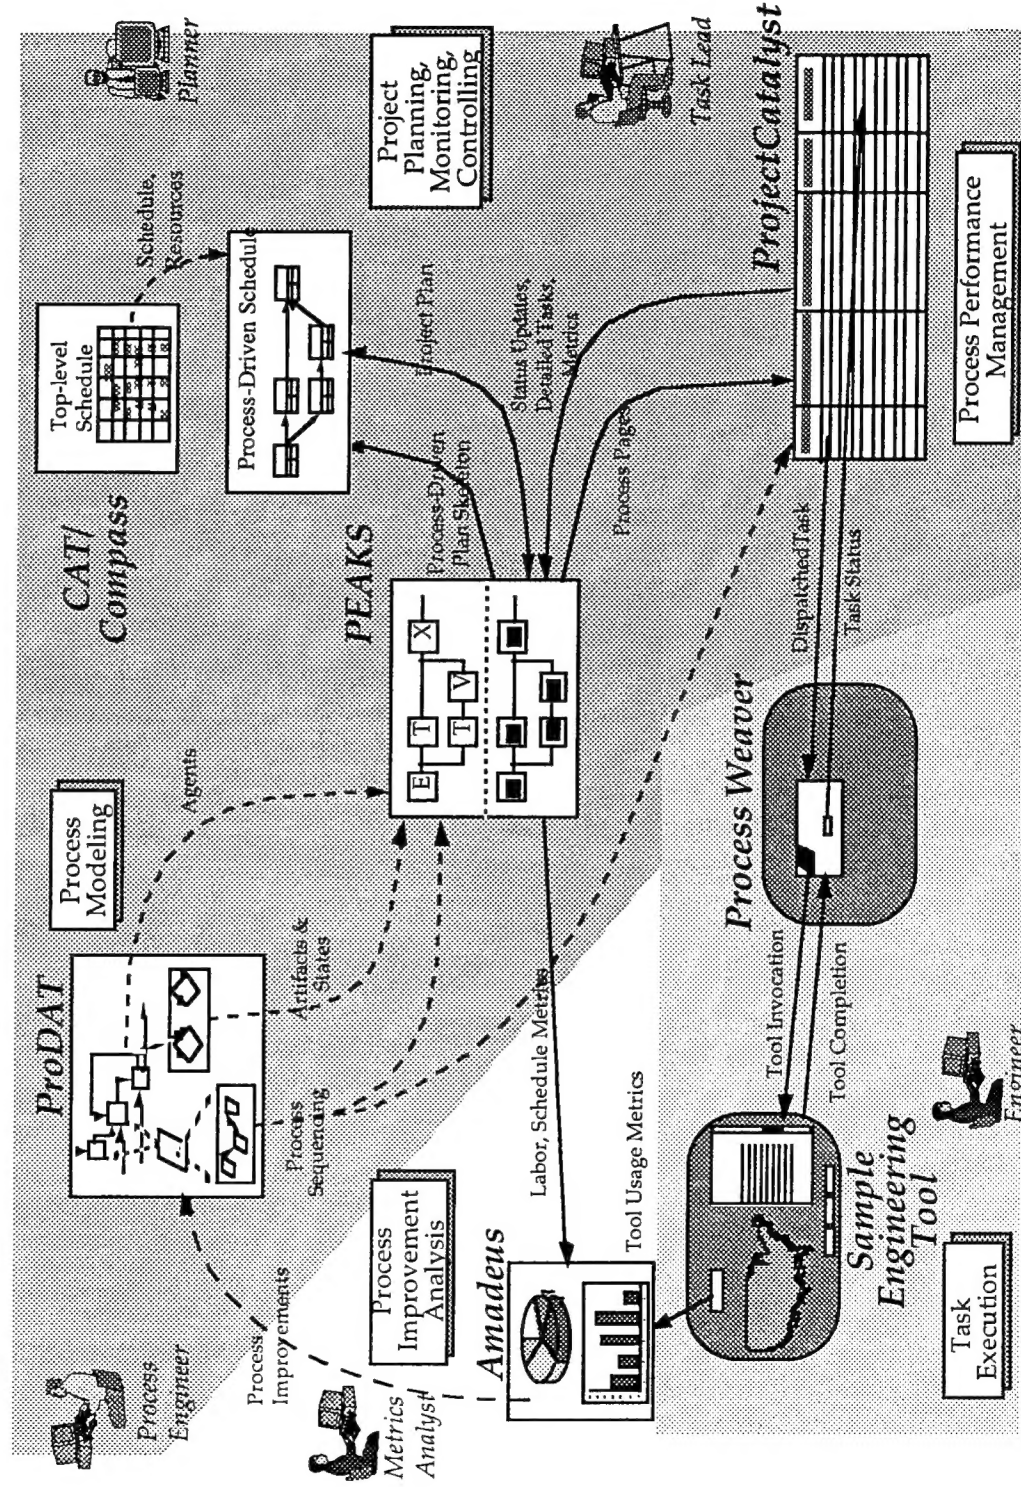 Process
Engineer
ProDAT
Process
Modeling
CAT/
Compass
Top-level
Schedule
Schedule,
Resources
Planner
Process
Improvements
Process
Sequencing
Artifacts &
States
Agents
Process-Driven Schedule
Project
Planning,
Monitoring,
Controlling
Metrics
Analyst
Process
Improvement
Analysis
PEAKS
E
T
X
T
V
Process-Driven
Plan Skeleton
Project Plan
Status Updates,
Detailed Tasks,
Metrics
Process Pages
Task Lead
Amadeus
Labor, Schedule Metrics
Tool Usage Metrics
Process Weaver
Tool Invocation
Tool Completion
DispatchedTask
Task Status
ProjectCatalyst
Sample
Engineering
Tool
Engineer
Task
Execution
Process Performance
Management